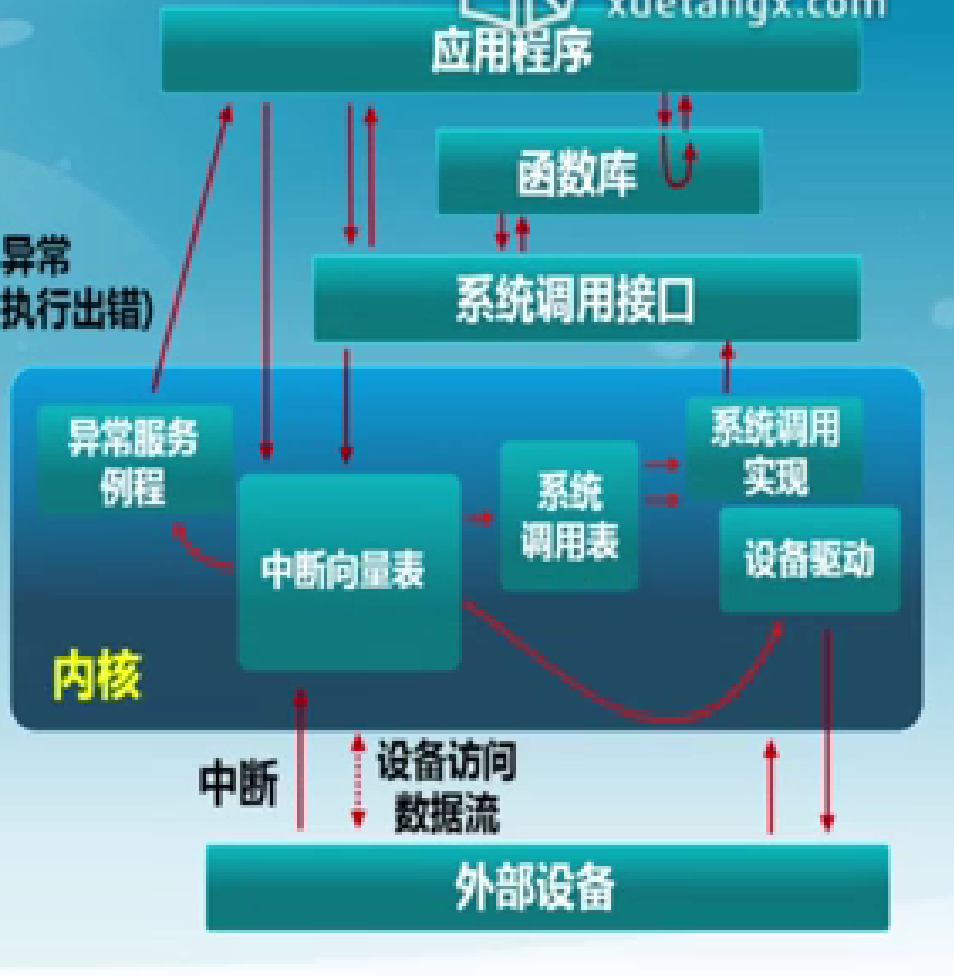 xuetangx.com
应用程序
函数库
异常
执行出错)
系统调用接口
异常服务
例程
系统调用
实现
系统
调用表
中断向量表
设备驱动
内核
中断
设备访问
数据流
外部设备